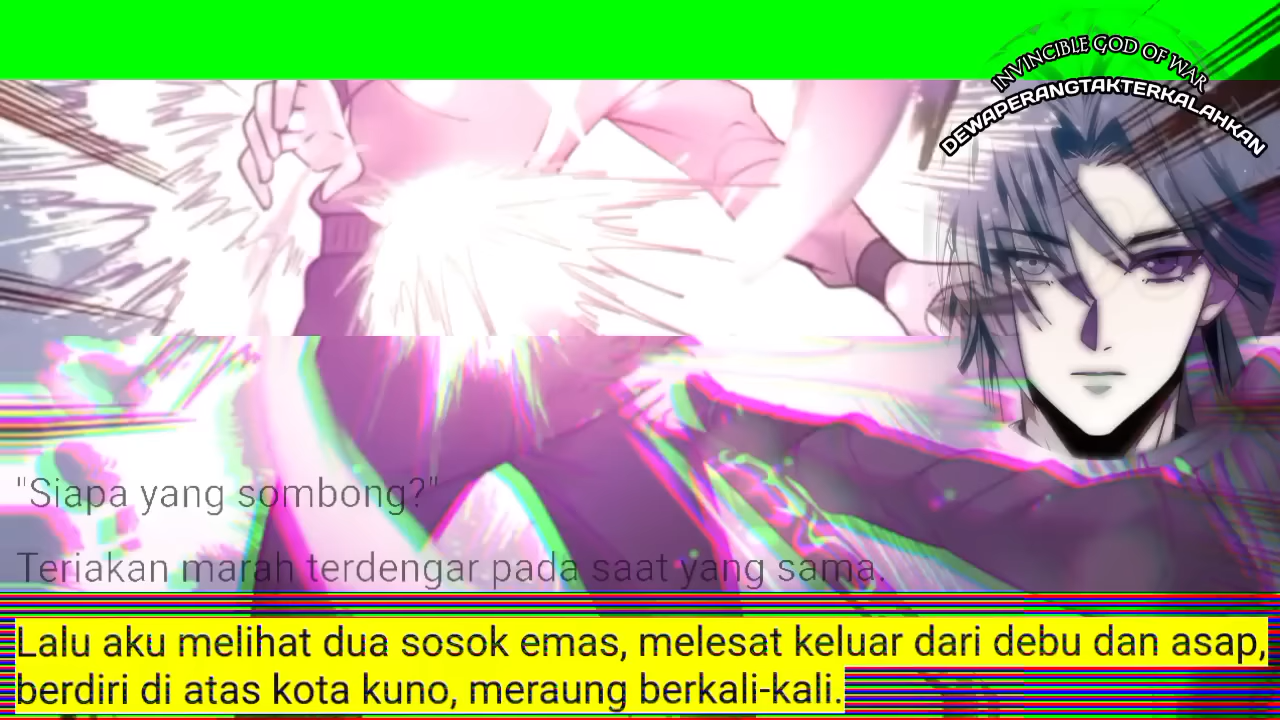 INVINCIBLE GOD OF WAR
DEWAPERANGTAKTERKALAHKAN
"Siapa yang sombong?"
Teriakan marah terdengar pada saat yang sama.
Lalu aku melihat dua sosok emas, melesat keluar dari debu dan asap,
berdiri di atas kota kuno, meraung berkali-kali.